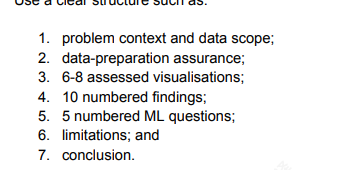 Use a clear structure such as:
1. problem context and data scope;
2. data-preparation assurance;
3. 6-8 assessed visualisations;
4. 10 numbered findings;
5. 5 numbered ML questions;
6. limitations; and
7. conclusion.